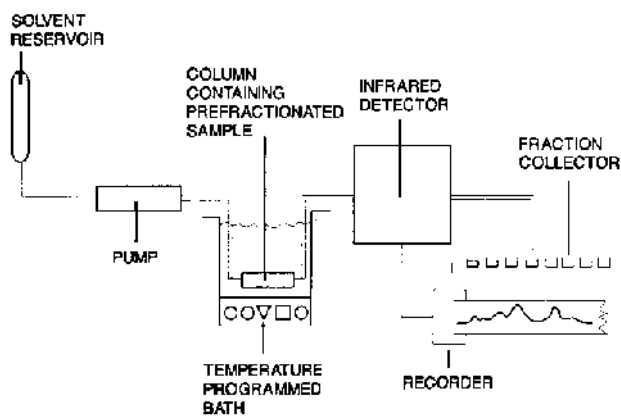 SOLVENT
RESERVOIR
COLUMN
CONTAINING
PREFRACTIONATED
SAMPLE
INFRARED
DETECTOR
FRACTION
COLLECTOR
PUMP
TEMPERATURE
PROGRAMMED
BATH
RECORDER